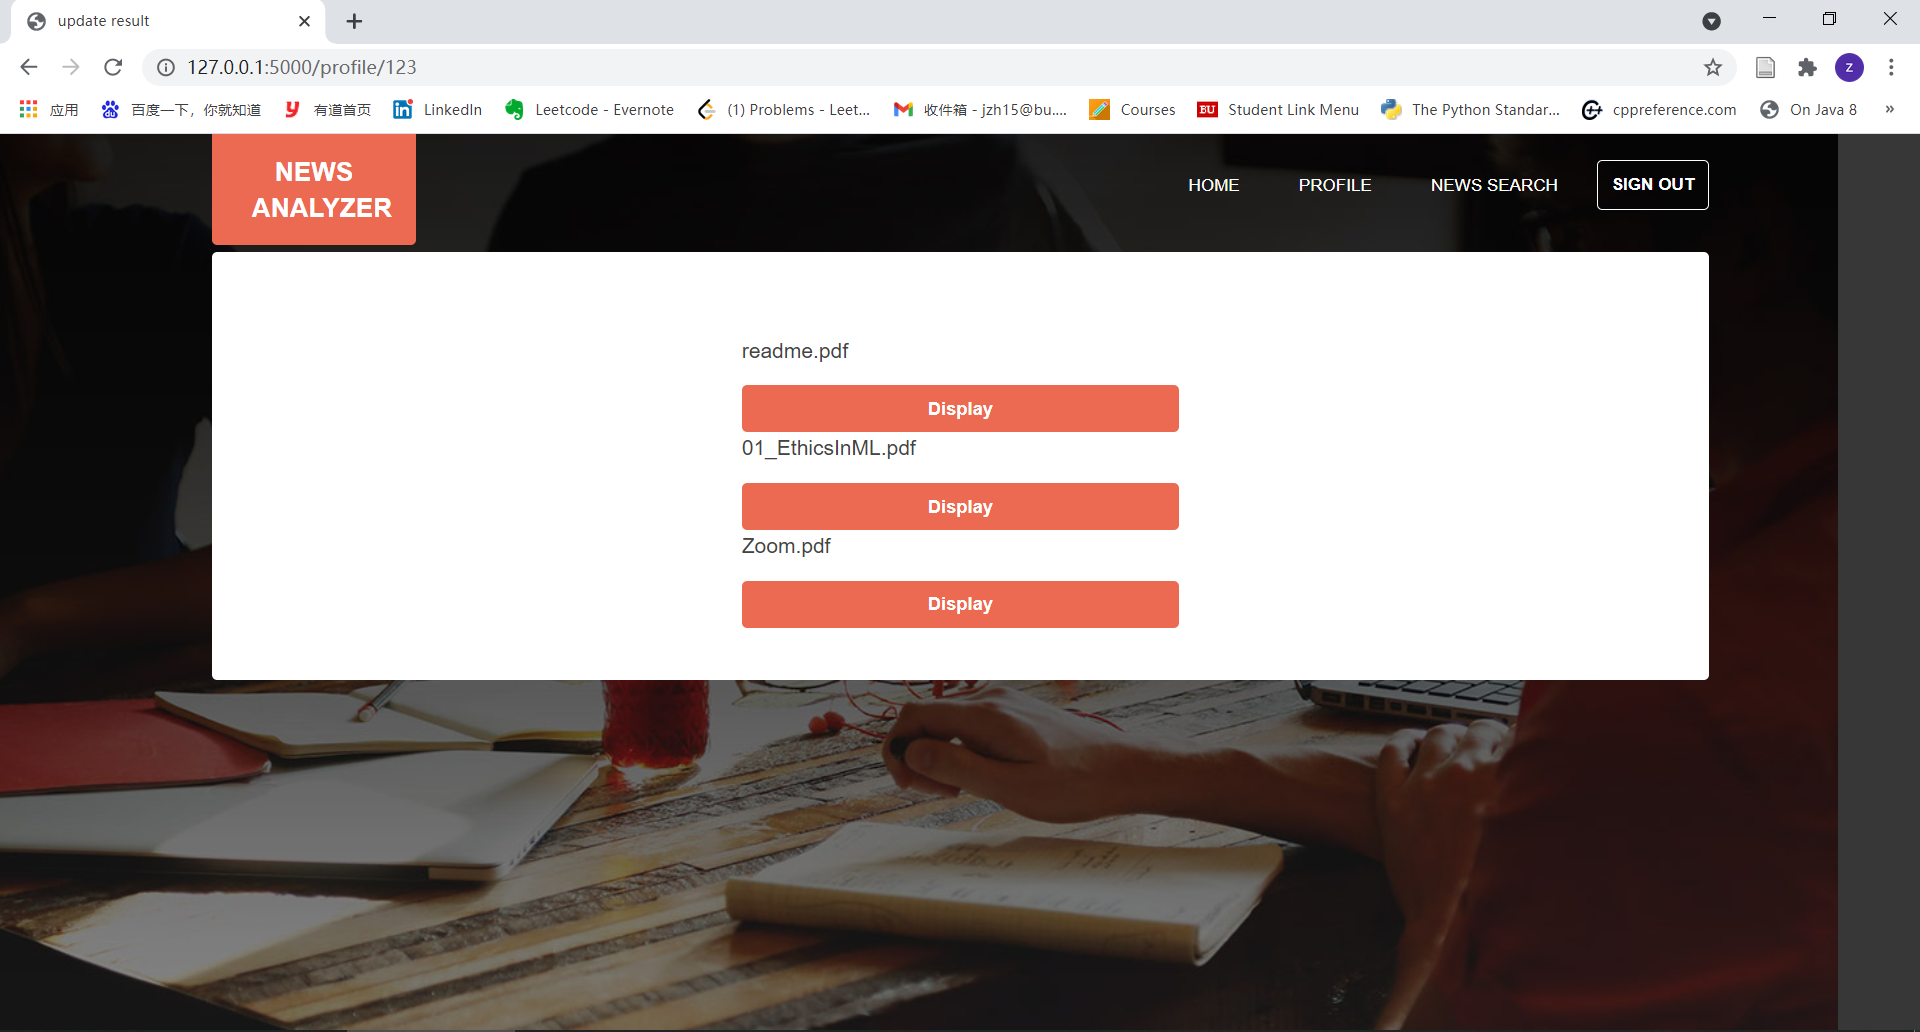 update result
127.0.0.1:5000/profile/123
Z
应用
百度一下，你就知道
有道首页
LinkedIn
Leetcode - Evernote
(1) Problems - Leet...
收件箱 - jzh15@bu....
Courses
BU
Student Link Menu
The Python Standar...
cppreference.com
On Java 8
»
NEWS
ANALYZER
HOME
PROFILE
NEWS SEARCH
SIGN OUT
readme.pdf
Display
01_EthicsInML.pdf
Display
Zoom.pdf
Display